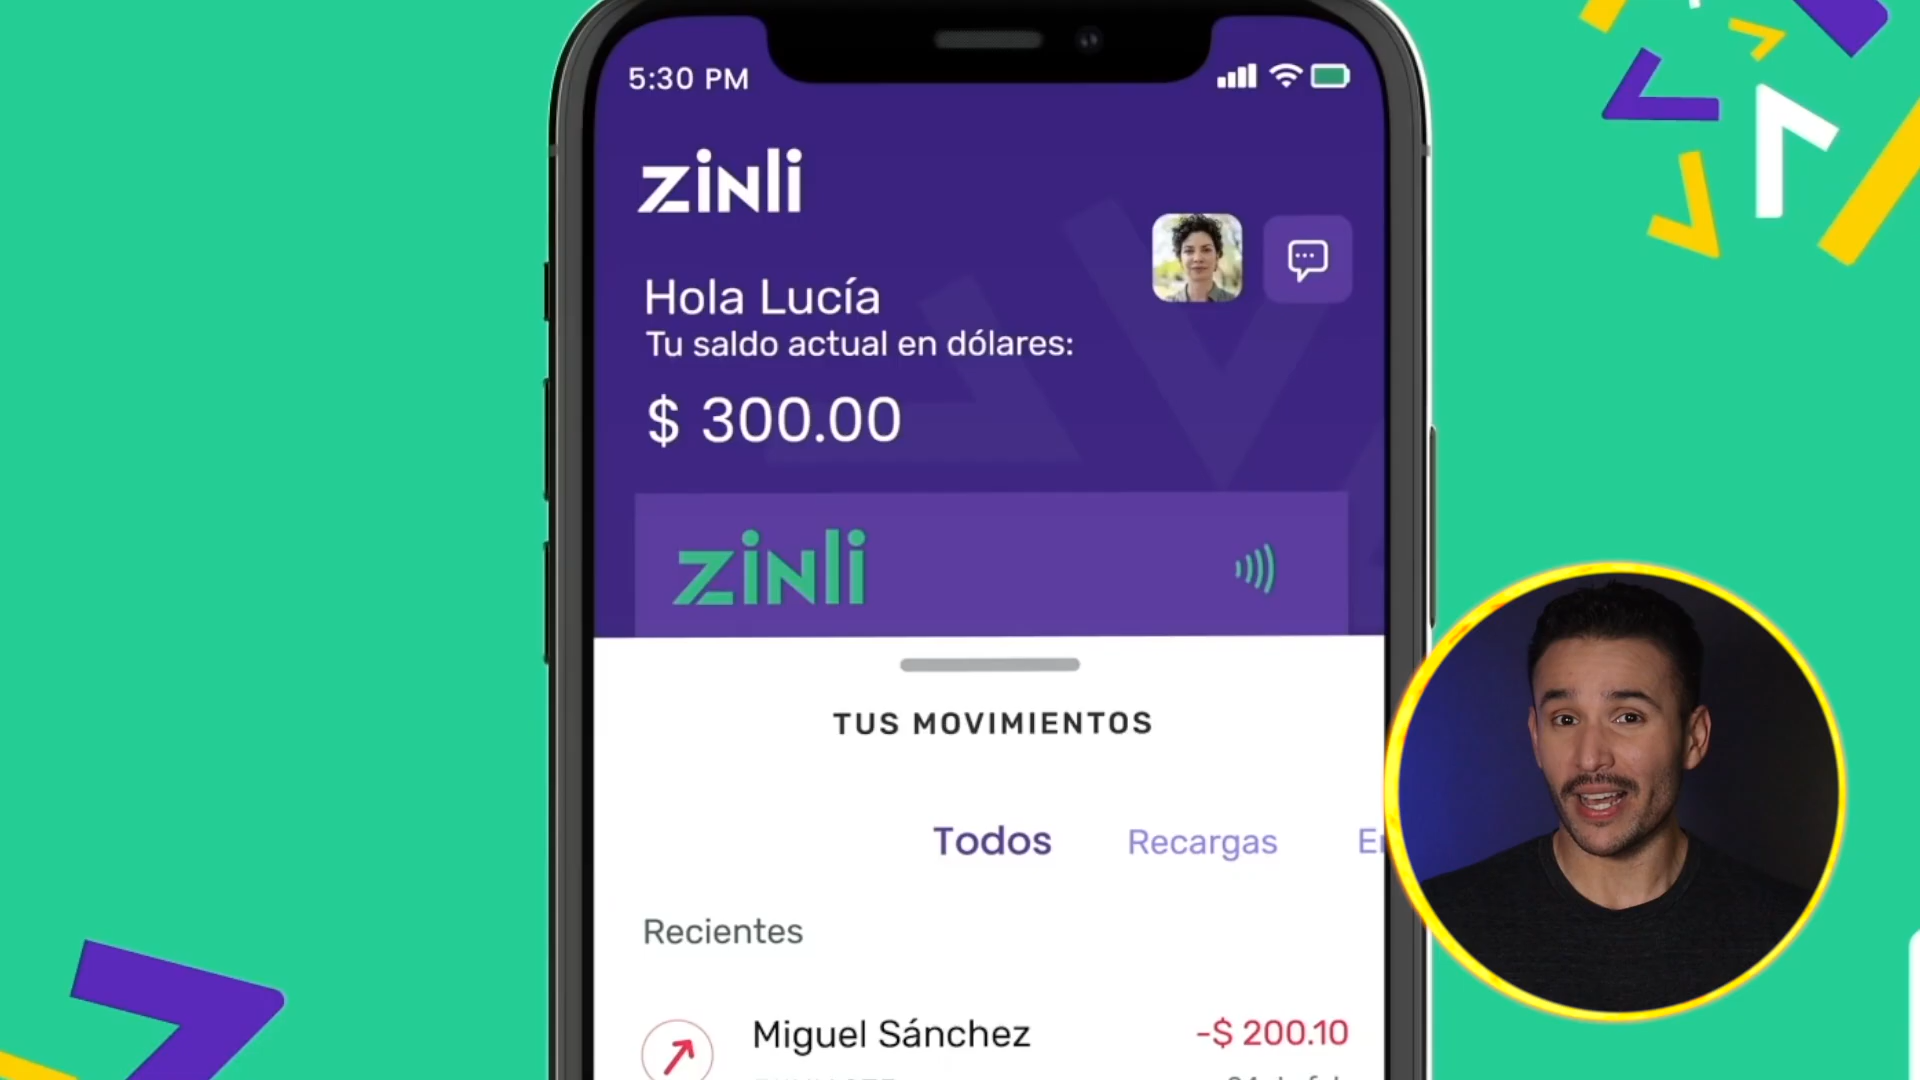 5:30 PM
zinli
Hola Lucía
Tu saldo actual en dólares:
$ 300.00
zinli
TUS MOVIMIENTOS
Todos Recargas
Recientes
Miguel Sánchez -$ 200.10